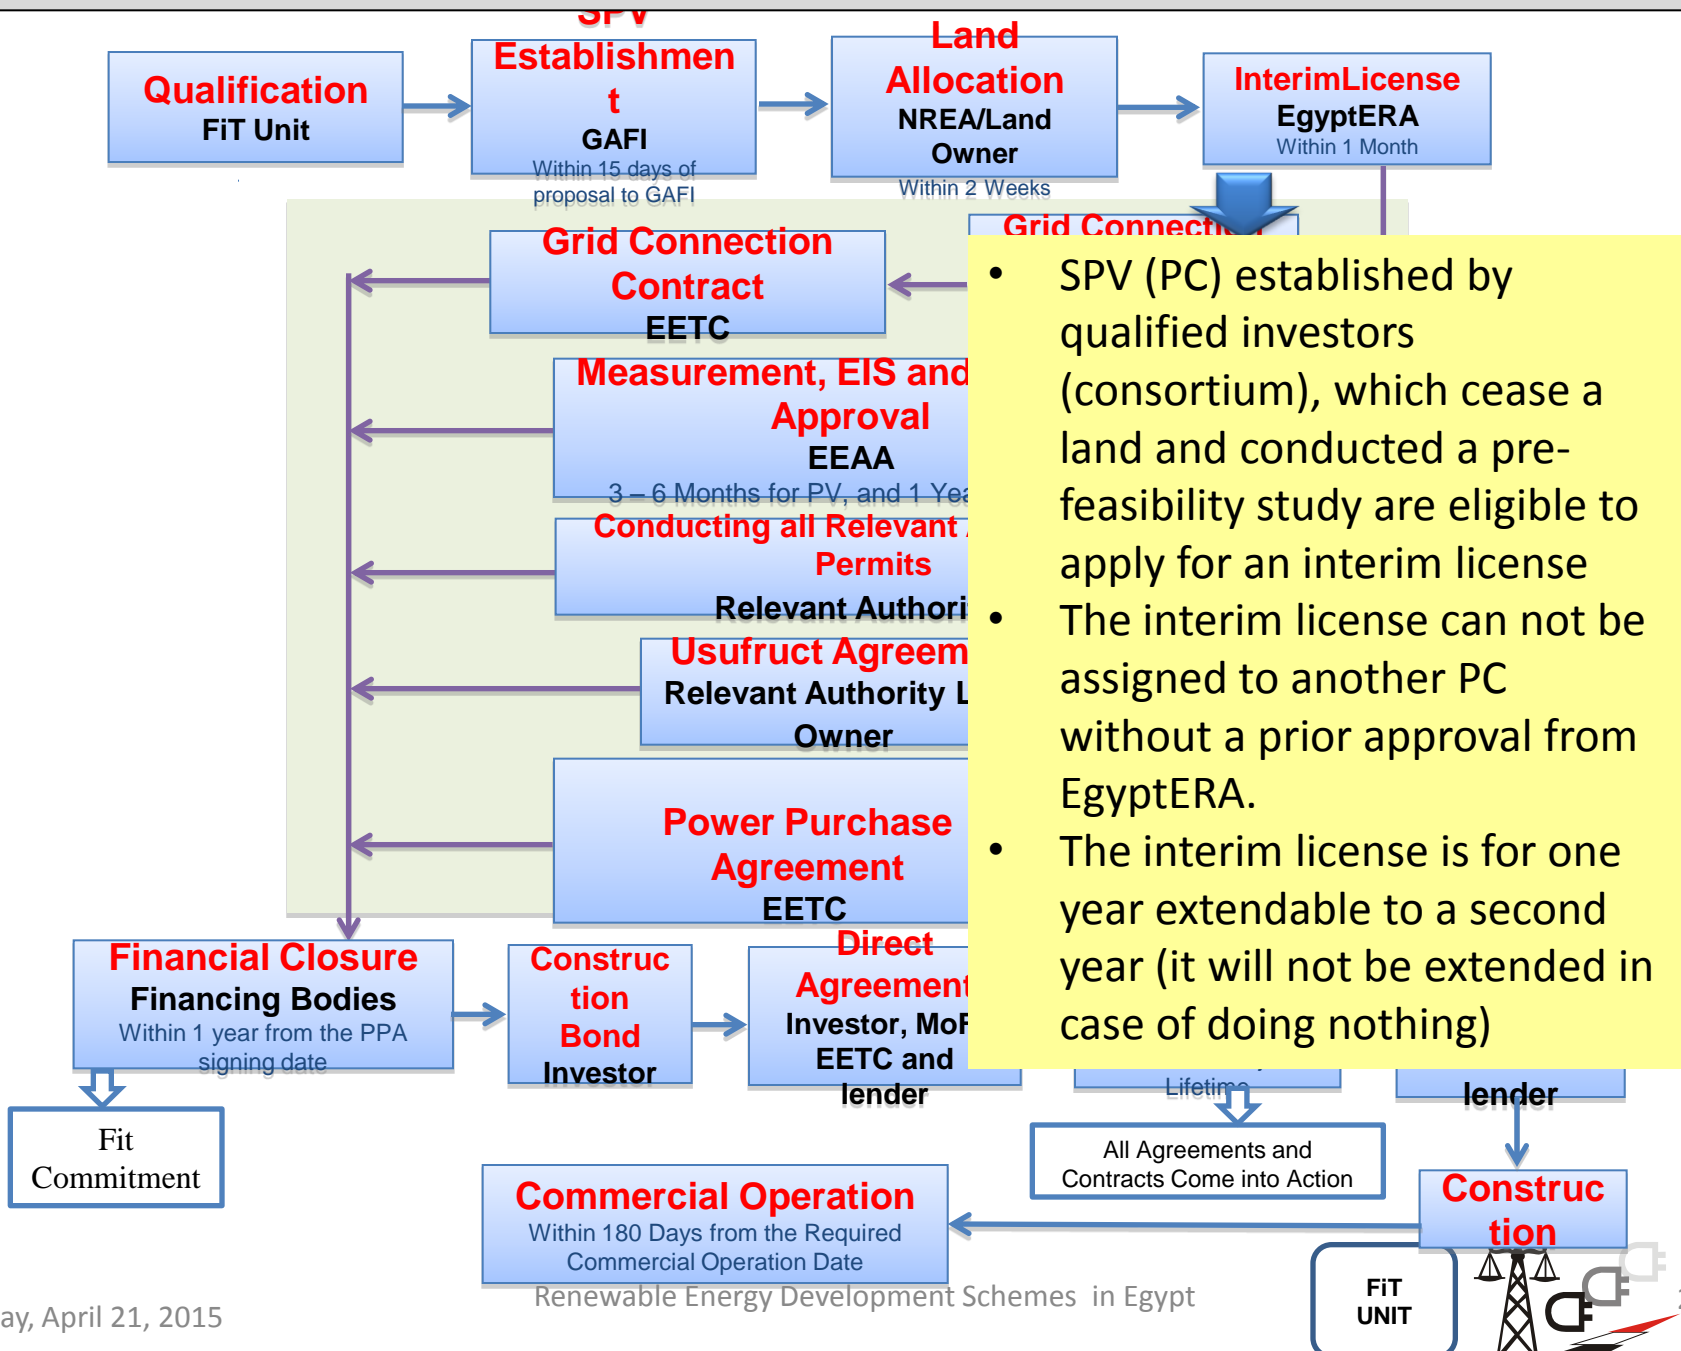 SPV
Establishmen
t
GAFI
Within 15 days of
proposal to GAFI
Qualification
FiT Unit
Land
Allocation
NREA/Land
Owner
Within 2 Weeks
InterimLicense
EgyptERA
Within 1 Month
Grid Connection
Contract
EETC
Grid Connection
Measurement, EIS and
Approval
EEAA
3 – 6 Months for PV, and 1
Conducting all Relevant
Permits
Relevant
Usufruct
Relevant Authority
Owner
Power Purchase
Agreement
EETC
• SPV (PC) established by
qualified investors
(consortium), which cease a
land and conducted a pre-
feasibility study are eligible to
apply for an interim license
• The interim license can not be
assigned to another PC
without a prior approval from
EgyptERA.
• The interim license is for one
year extendable to a second
year (it will not be extended in
case of doing nothing)
Financial Closure
Financing Bodies
Within 1 year from the PPA
signing date
Construc
tion
Bond
Investor
Direct
Agreement
Investor, MoF
EETC and
lender
Lifetime
lender
Fit
Commitment
All Agreements and
Contracts Come into Action
Construc
tion
Commercial Operation
Within 180 Days from the Required
Commercial Operation Date
FiT
UNIT
ay, April 21, 2015
Renewable Energy Development Schemes in Egypt